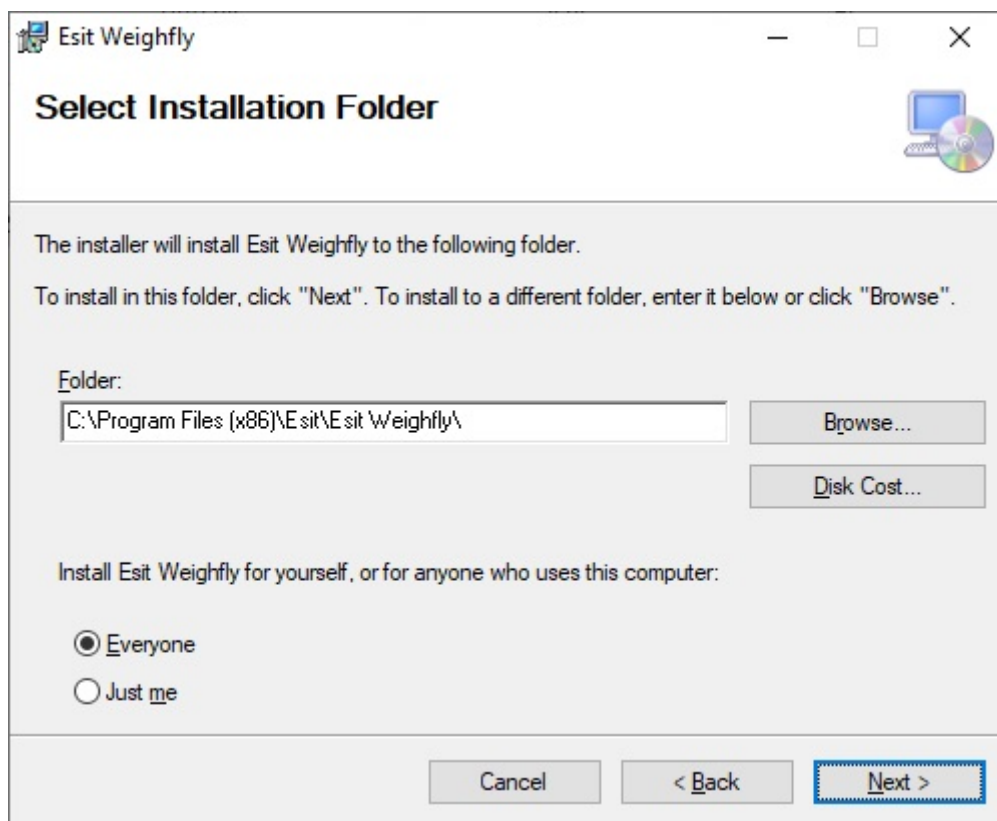 Esit Weighfly
Select Installation Folder
The installer will install Esit Weighfly to the following folder.
To install in this folder, click "Next". To install to a different folder, enter it below or click "Browse".
Folder:
C:\Program Files (x86)\Esit\Esit Weighfly\
Browse...
Disk Cost...
Install Esit Weighfly for yourself, or for anyone who uses this computer:
Everyone
Just me
Cancel
< Back
Next >